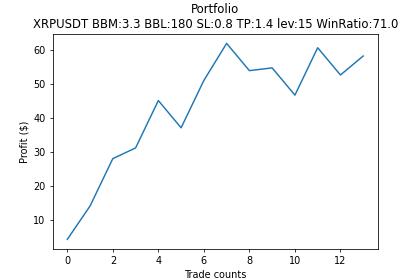 Portfolio
XRPUSDT BBM:3.3 BBL:180 SL:0.8 TP:1.4 lev:15 WinRatio:71.0
60
50
40
30
20
10
Profit ($)
0 2 4 6 8 10 12
Trade counts